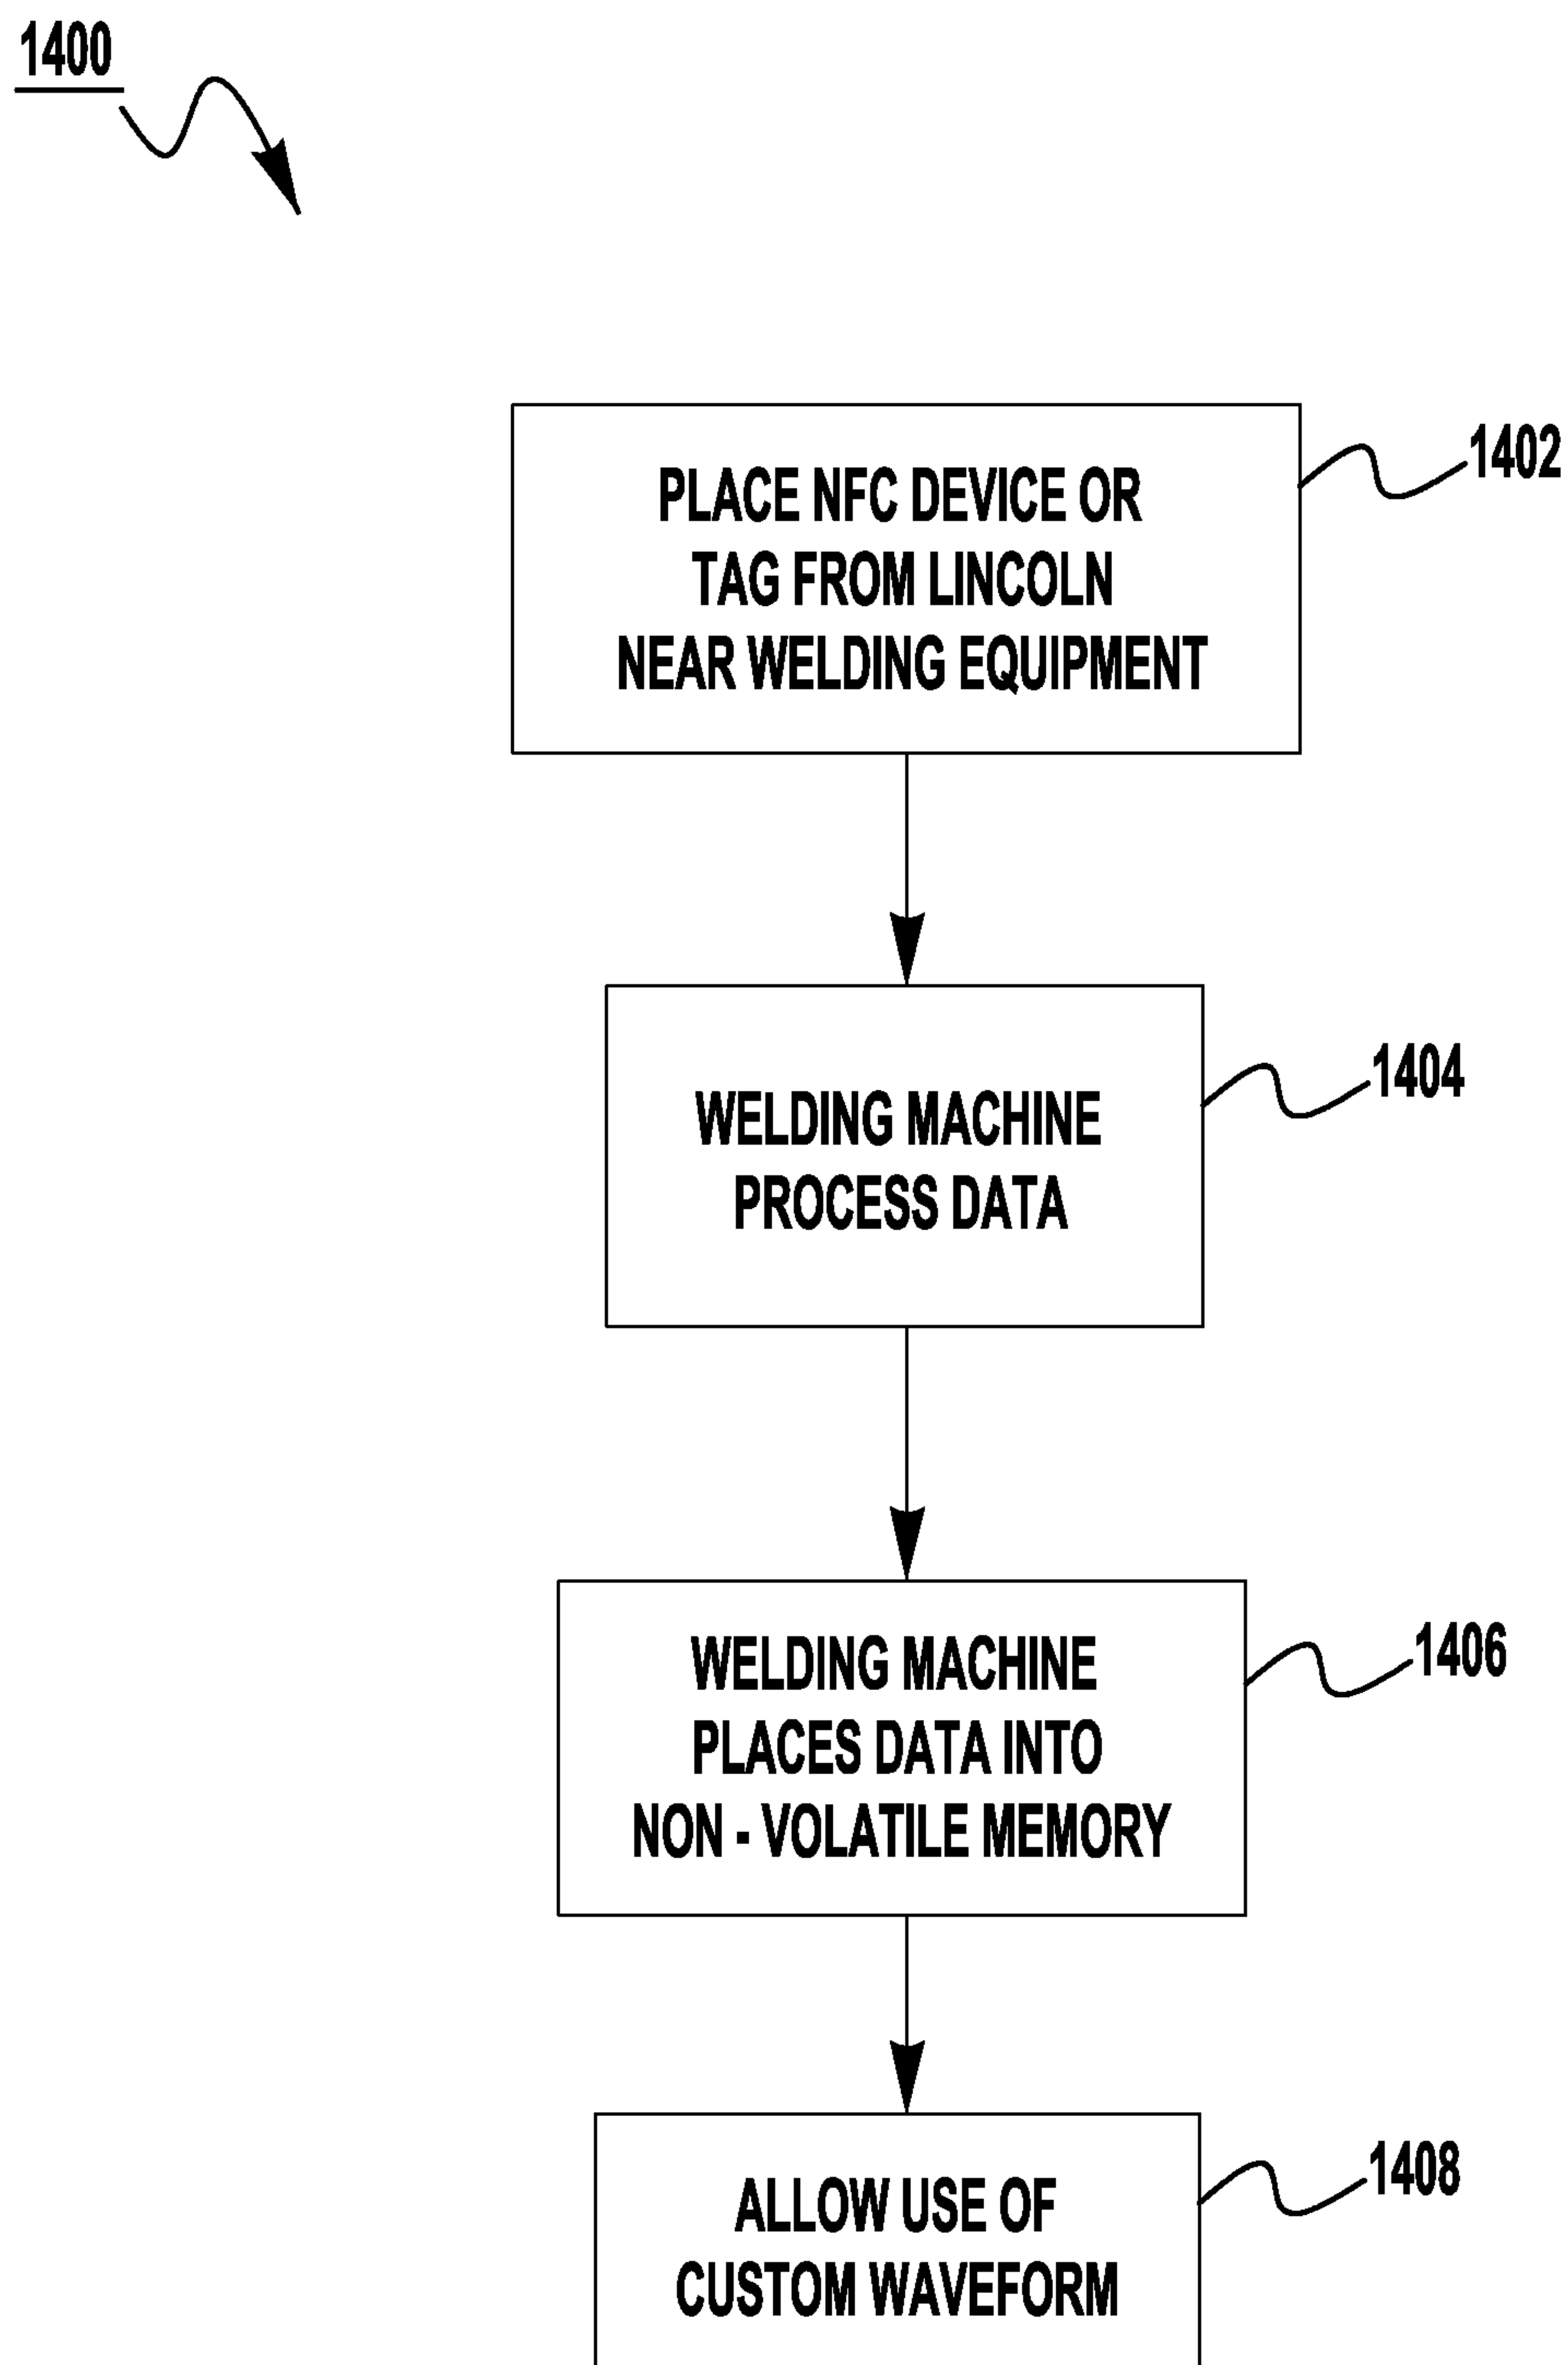 1400
PLACE NFC DEVICE OR
TAG FROM LINCOLN
NEAR WELDING EQUIPMENT
1402
WELDING MACHINE
PROCESS DATA
1404
WELDING MACHINE
PLACES DATA INTO
NON - VOLATILE MEMORY
1406
ALLOW USE OF
CUSTOM WAVEFORM
1408